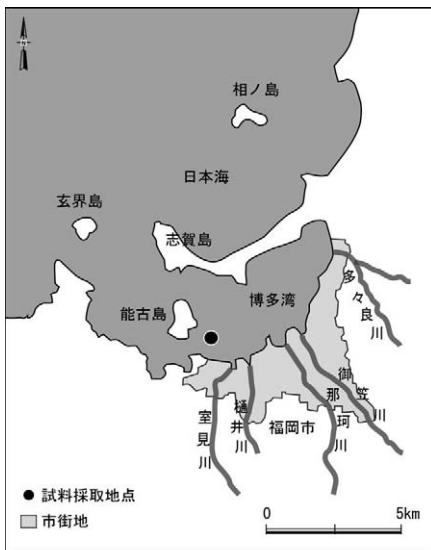 相ノ島
日本海
玄界島
志賀島
能古島
博多湾
多々良川
御笠川
那珂川
樋井川
室見川
福岡市
試料採取地点
市街地
0 5km